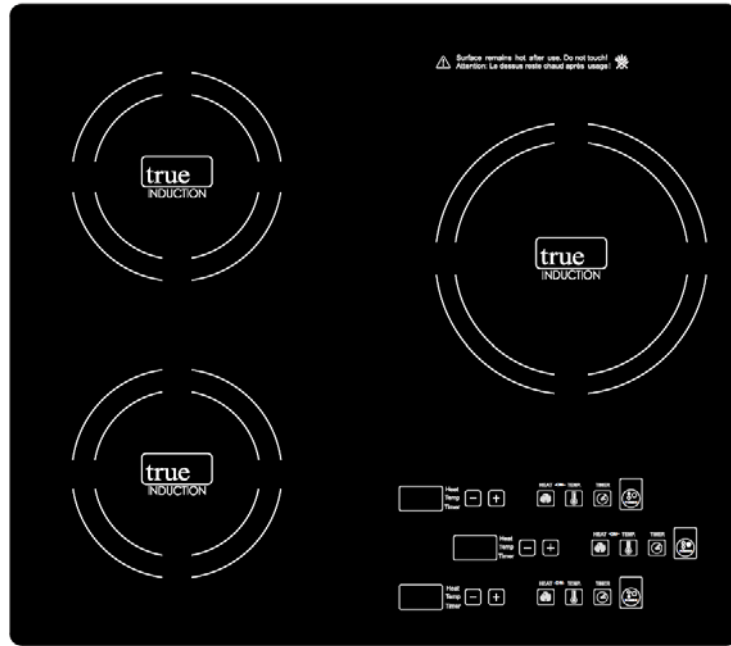 Surface remains hot after use. Do not touch!
Attention: Le dessus reste chaud après usage!
true
INDUCTION
true
INDUCTION
true
INDUCTION
Heat
Temp
Timer
HEAT TEMP. TIMER
Heat
Temp
Timer
HEAT TEMP. TIMER
Heat
Temp
Timer
HEAT TEMP. TIMER